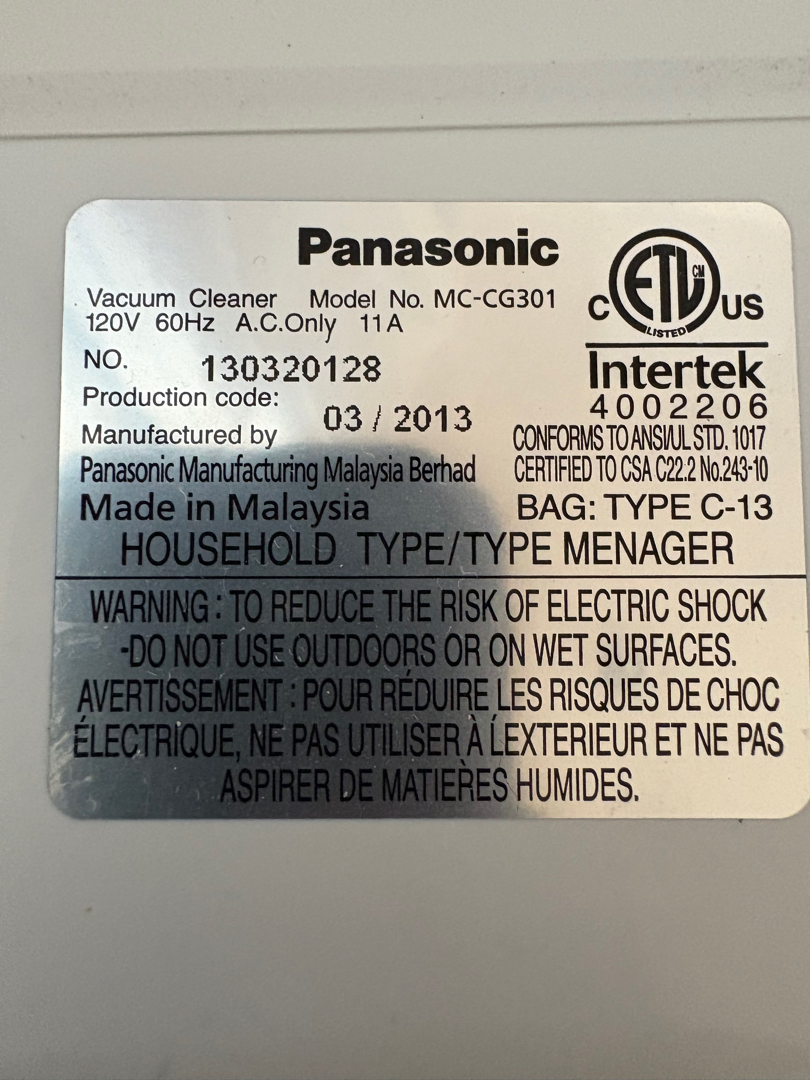 Panasonic
Vacuum Cleaner Model No. MC-CG301
120V 60Hz A.C.Only 11A
NO. 130320128
Production code: 03/2013
Manufactured by
Panasonic Manufacturing Malaysia Berhad
Made in Malaysia
C ETL CM US
LISTED
Intertek
4002206
CONFORMS TO ANSI/UL STD. 1017
CERTIFIED TO CSA C22.2 No.243-10
BAG: TYPE C-13
HOUSEHOLD TYPE/TYPE MENAGER
WARNING : TO REDUCE THE RISK OF ELECTRIC SHOCK
-DO NOT USE OUTDOORS OR ON WET SURFACES.
AVERTISSEMENT : POUR RÉDUIRE LES RISQUES DE CHOC
ÉLECTRIQUE, NE PAS UTILISER À L'EXTERIEUR ET NE PAS
ASPIRER DE MATIÈRES HUMIDES.